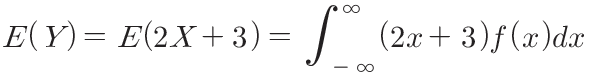 E(Y) = E(2X + 3) = ∫_{-∞}^{∞} (2x + 3)f(x)dx